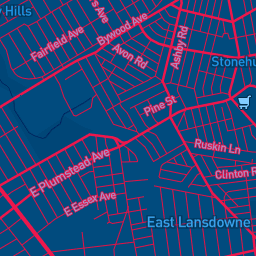 Hills
Fairfield Ave
s Ave
Bywood Ave
Avon Rd
Ashby Rd
Stonehu
Pine St
Ruskin Ln
E Plumstead Ave
Clinton R
E Essex Ave
East Lansdowne